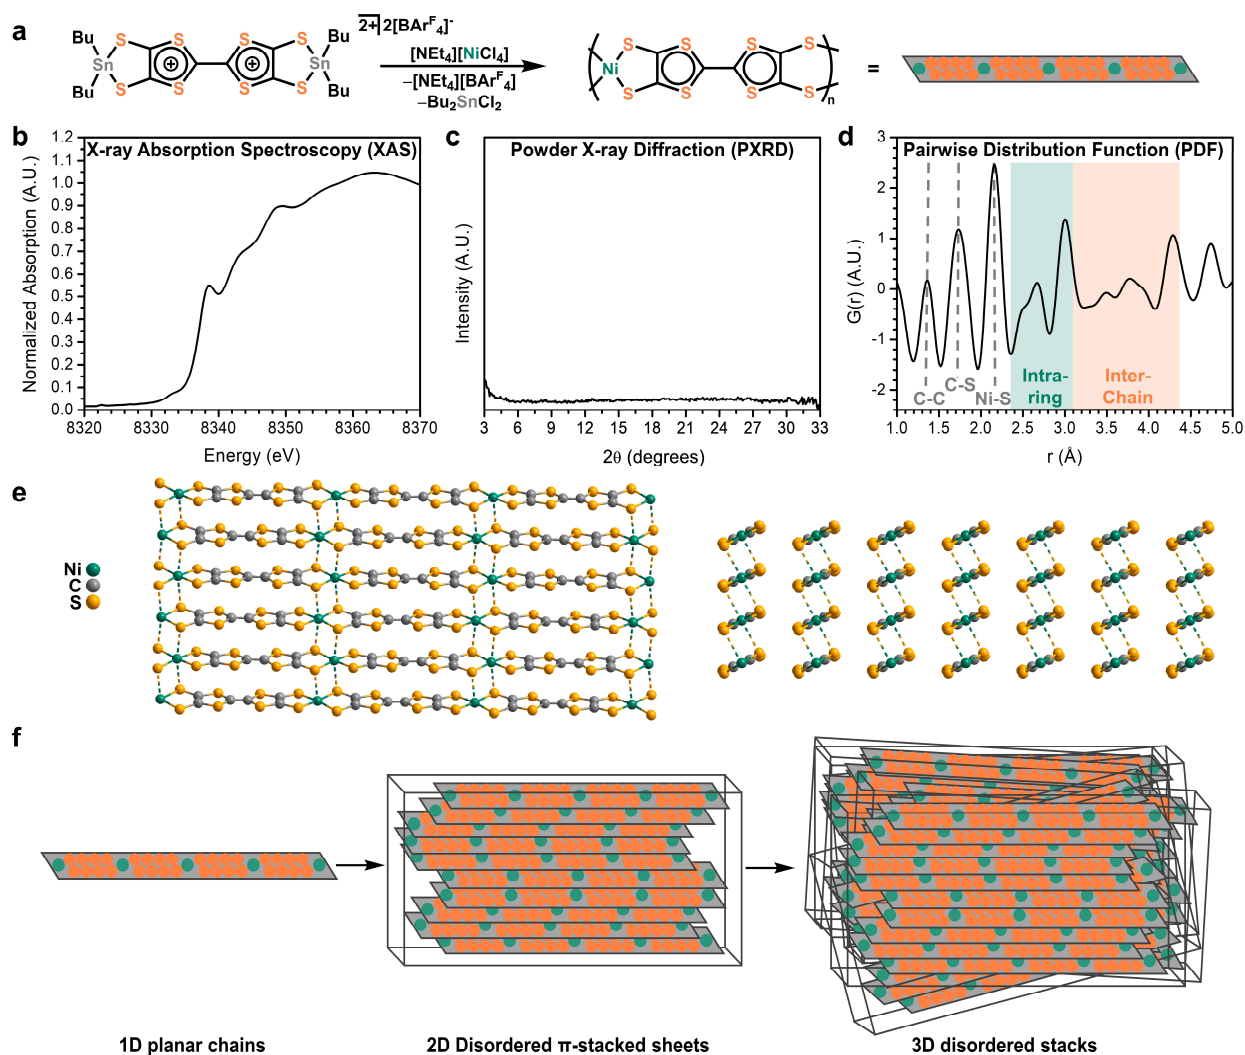 a
Bu
Bu
Bu
Bu
Sn
Sn
S
S
S
S
S
S
S
S
2+
2[BArF4]-
[NEt4][NiCl4]
–[NEt4][BArF4]
–Bu2SnCl2
Ni
S
S
S
S
S
S
S
S
n
=
b
X-ray Absorption Spectroscopy (XAS)
Normalized Absorption (A.U.)
1.2
1.1
1.0
0.9
0.8
0.7
0.6
0.5
0.4
0.3
0.2
0.1
0.0
8320
8330
8340
8350
8360
8370
Energy (eV)
c
Powder X-ray Diffraction (PXRD)
Intensity (A.U.)
3
6
9
12
15
18
21
24
27
30
33
2θ (degrees)
d
Pairwise Distribution Function (PDF)
G(r) (A.U.)
3
2
1
0
-1
-2
C-C
C-S
Ni-S
Intra-
ring
Inter-
Chain
1.0
1.5
2.0
2.5
3.0
3.5
4.0
4.5
5.0
r (Å)
e
Ni
C
S
f
1D planar chains
2D Disordered π-stacked sheets
3D disordered stacks